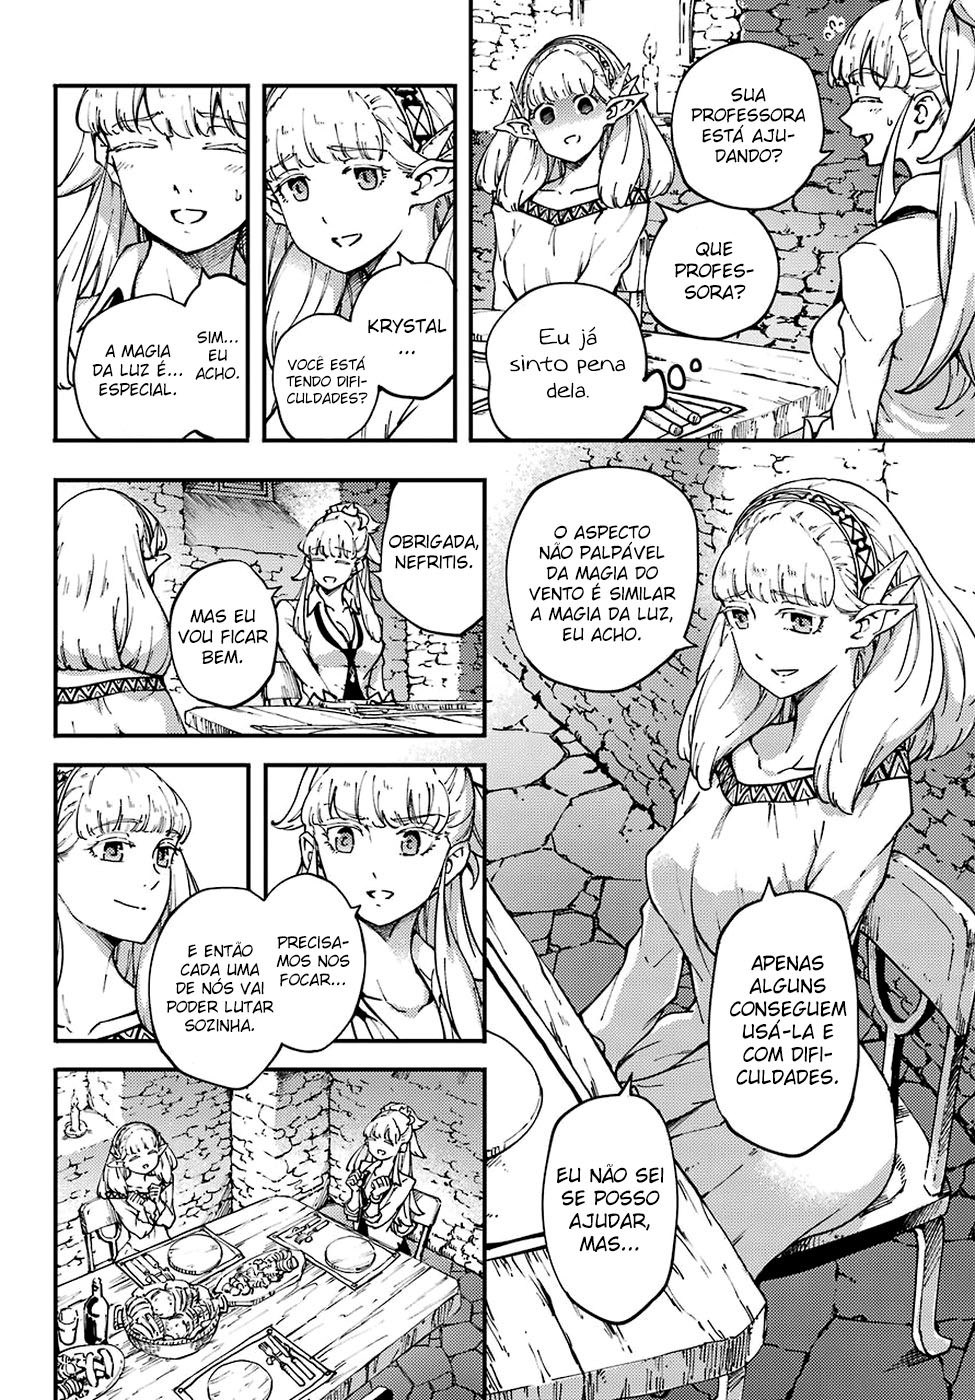 SUA
PROFESSORA
ESTÁ AJU-
DANDO?
QUE
PROFES-
SORA?
Eu já
sinto pena
dela.
KRYSTAL
...
VOCÊ ESTÁ
TENDO DIFI-
CULDADES?
SIM...
EU
ACHO.
A MAGIA
DA LUZ É...
ESPECIAL.
O ASPECTO
NÃO PALPÁVEL
DA MAGIA DO
VENTO É SIMILAR
A MAGIA DA LUZ,
EU ACHO.
APENAS
ALGUNS
CONSEGUEM
USÁ-LA E
COM DIFI-
CULDADES.
EU NÃO SEI
SE POSSO
AJUDAR,
MAS...
OBRIGADA,
NEFRITIS.
MAS EU
VOU FICAR
BEM.
PRECISA-
MOS NOS
FOCAR...
E ENTÃO
CADA UMA
DE NÓS VAI
PODER LUTAR
SOZINHA.